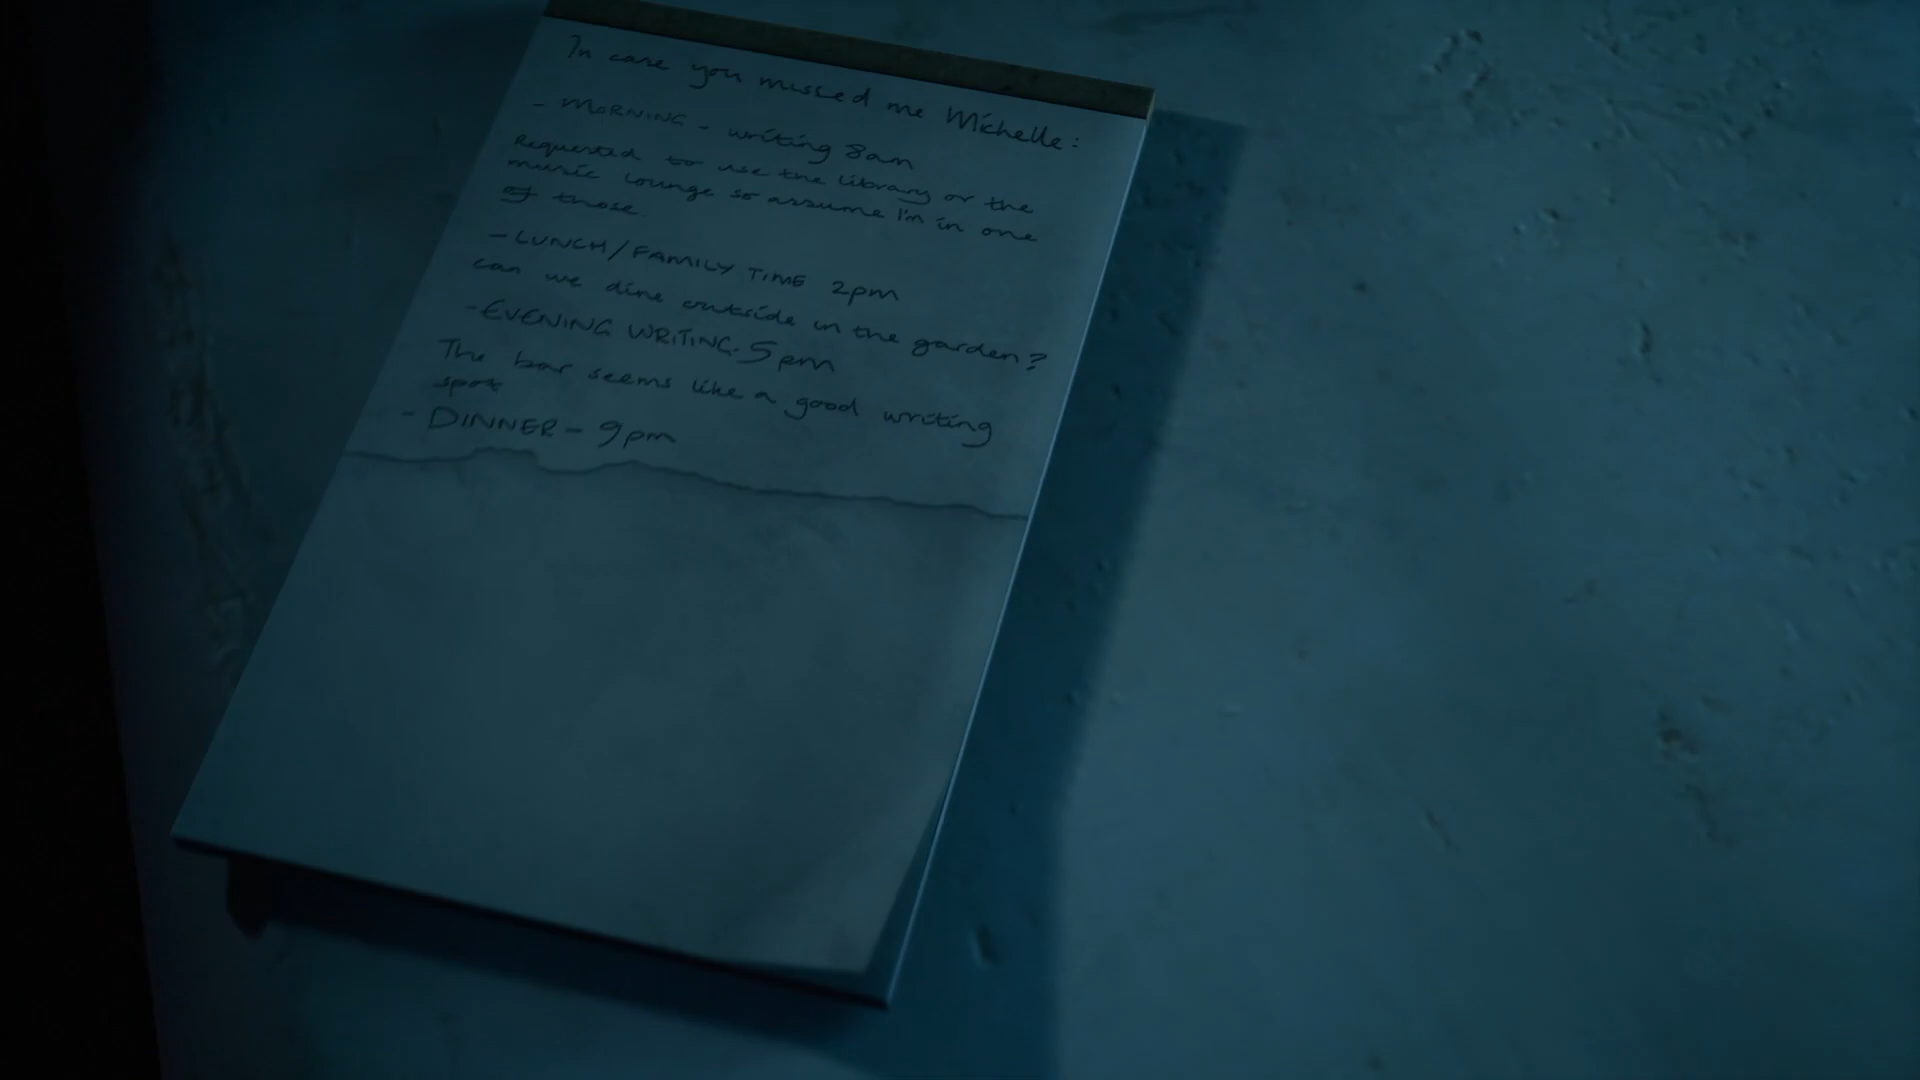 In case you missed me Michelle:
- MORNING - writing 8am
Requested to use the library or the
music lounge so assume I'm in one
of those.
- LUNCH/FAMILY TIME 2pm
can we dine outside in the garden?
- EVENING WRITING. 5pm
The bar seems like a good writing
spot
- DINNER - 9pm